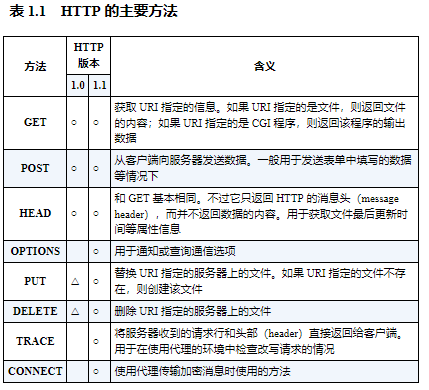 表 1.1 HTTP 的主要方法
方法 HTTP 版本 含义
1.0 1.1
GET ○ ○ 获取 URI 指定的信息。如果 URI 指定的是文件，则返回文件
的内容；如果 URI 指定的是 CGI 程序，则返回该程序的输出
数据
POST ○ ○ 从客户端向服务器发送数据。一般用于发送表单中填写的数据
等情况下
HEAD ○ ○ 和 GET 基本相同。不过它只返回 HTTP 的消息头（message
header），而并不返回数据的内容。用于获取文件最后更新时
间等属性信息
OPTIONS ○ 用于通知或查询通信选项
PUT △ ○ 替换 URI 指定的服务器上的文件。如果 URI 指定的文件不存
在，则创建该文件
DELETE △ ○ 删除 URI 指定的服务器上的文件
TRACE ○ 将服务器收到的请求行和头部（header）直接返回给客户端。
用于在使用代理的环境中检查改写请求的情况
CONNECT ○ 使用代理传输加密消息时使用的方法